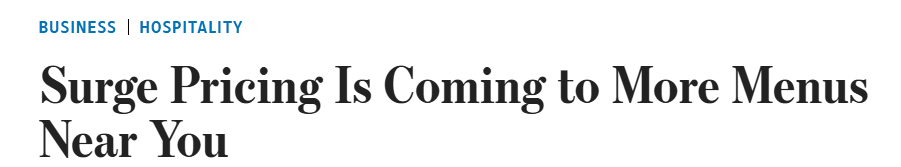 BUSINESS | HOSPITALITY
Surge Pricing Is Coming to More Menus
Near You